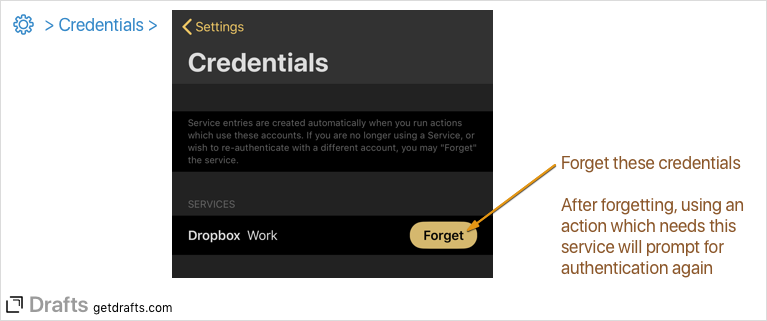 > Credentials >
Settings
Credentials
Service entries are created automatically when you run actions
which use these accounts. If you are no longer using a Service, or
wish to re-authenticate with a different account, you may "Forget"
the service.
SERVICES
Dropbox Work Forget
Forget these credentials
After forgetting, using an
action which needs this
service will prompt for
authentication again
Drafts getdrafts.com